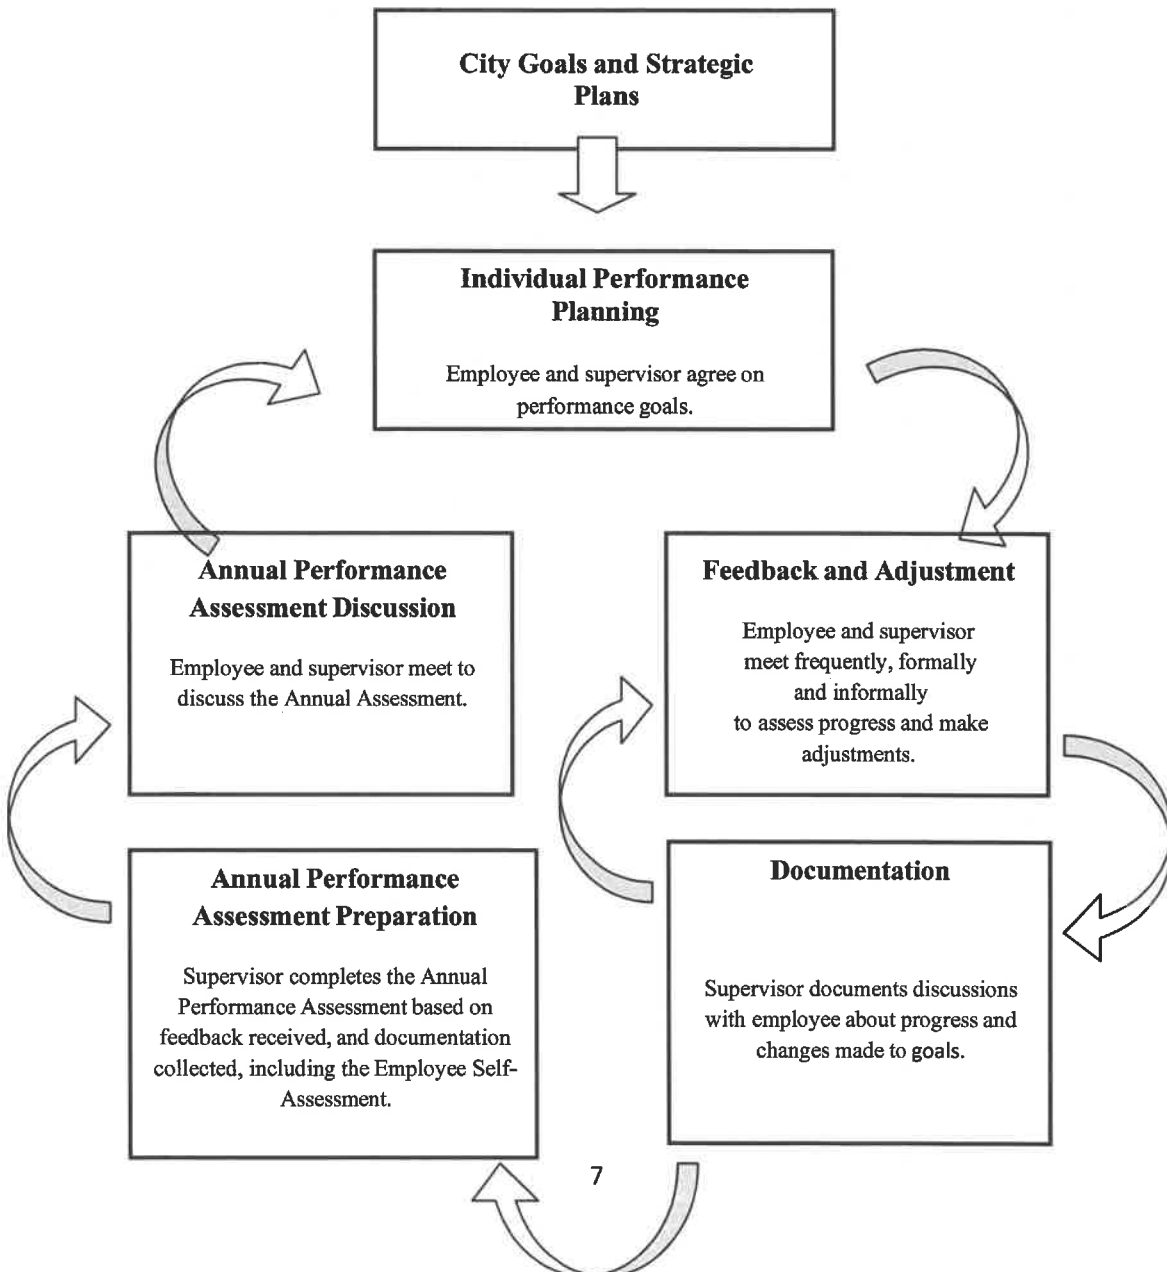 City Goals and Strategic
Plans
Individual Performance
Planning
Employee and supervisor agree on
performance goals.
Annual Performance
Assessment Discussion
Employee and supervisor meet to
discuss the Annual Assessment.
Feedback and Adjustment
Employee and supervisor
meet frequently, formally
and informally
to assess progress and make
adjustments.
Annual Performance
Assessment Preparation
Supervisor completes the Annual
Performance Assessment based on
feedback received, and documentation
collected, including the Employee Self-
Assessment.
Documentation
Supervisor documents discussions
with employee about progress and
changes made to goals.
7